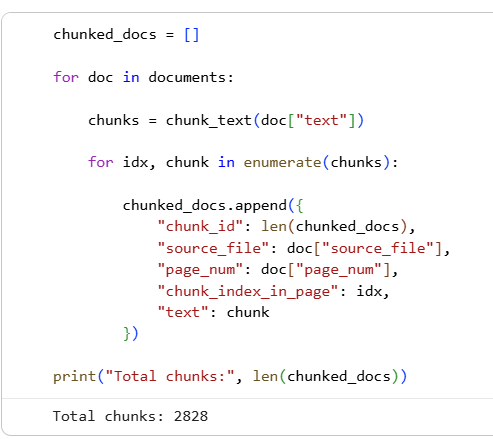 chunked_docs = []
for doc in documents:
    chunks = chunk_text(doc["text"])
    for idx, chunk in enumerate(chunks):
        chunked_docs.append({
            "chunk_id": len(chunked_docs),
            "source_file": doc["source_file"],
            "page_num": doc["page_num"],
            "chunk_index_in_page": idx,
            "text": chunk
        })
print("Total chunks:", len(chunked_docs))
Total chunks: 2828